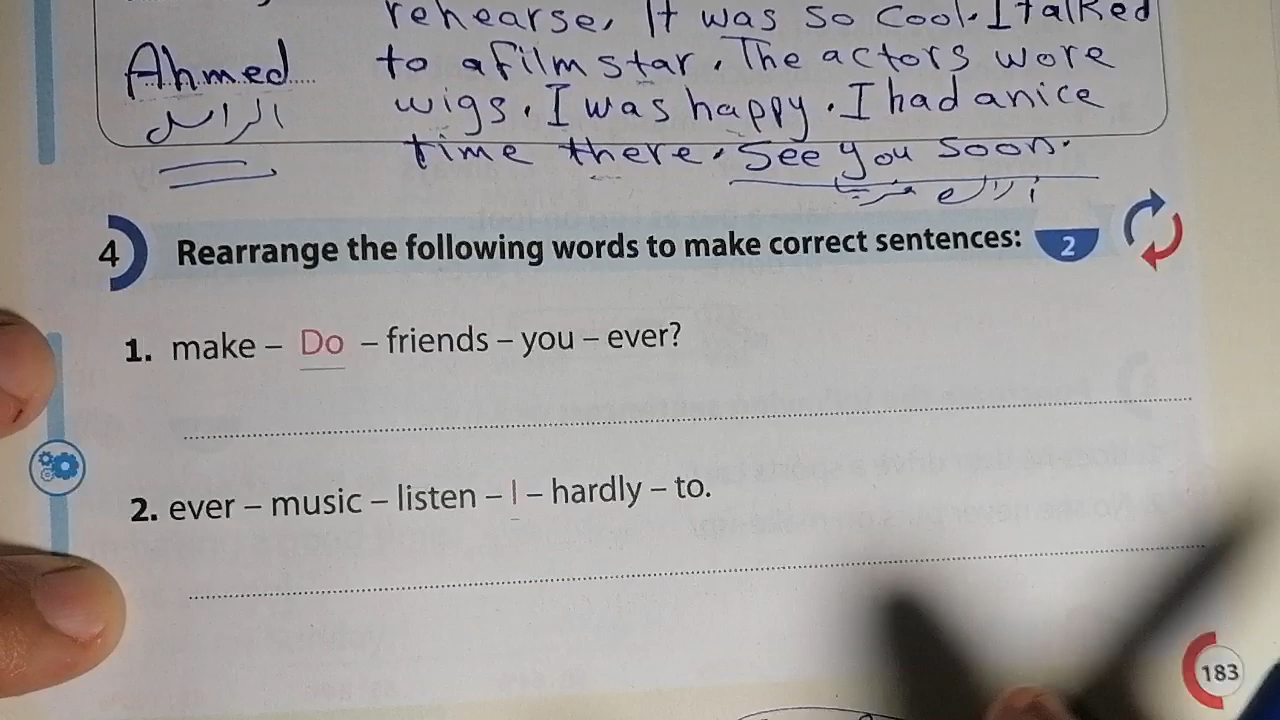 rehearse, It was so cool. I talked
Ahmed to a film star. The actors wore
wigs. I was happy. I had a nice
time there. See you soon.
4 Rearrange the following words to make correct sentences: 2
1. make – Do – friends – you – ever?
2. ever – music – listen – I – hardly – to.
183